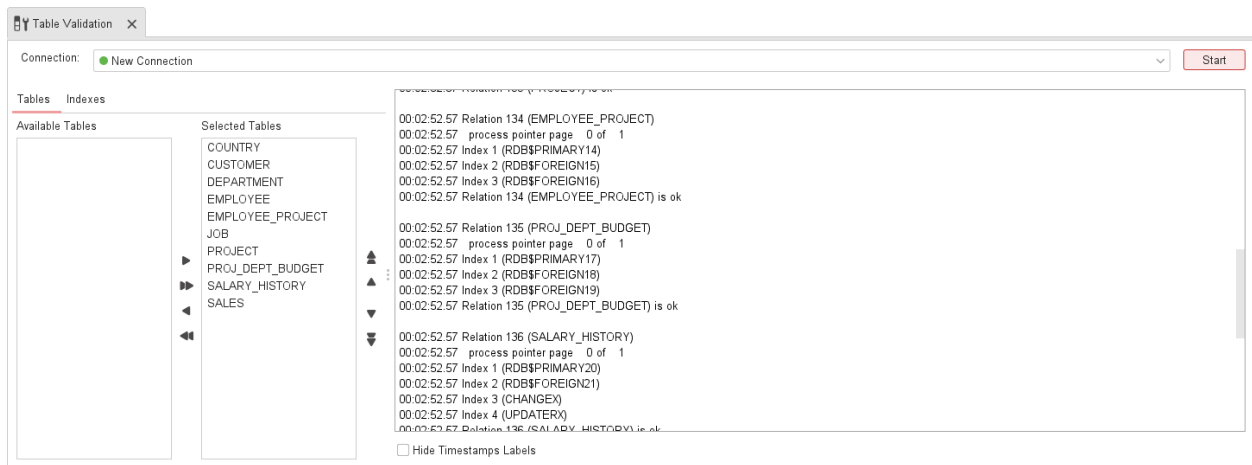 Table Validation
Connection:
New Connection
Start
Tables Indexes
Available Tables
Selected Tables
COUNTRY
CUSTOMER
DEPARTMENT
EMPLOYEE
EMPLOYEE_PROJECT
JOB
PROJECT
PROJ_DEPT_BUDGET
SALARY_HISTORY
SALES
00:02:52.57 Relation 134 (EMPLOYEE_PROJECT)
00:02:52.57 process pointer page 0 of 1
00:02:52.57 Index 1 (RDB$PRIMARY14)
00:02:52.57 Index 2 (RDB$FOREIGN15)
00:02:52.57 Index 3 (RDB$FOREIGN16)
00:02:52.57 Relation 134 (EMPLOYEE_PROJECT) is ok
00:02:52.57 Relation 135 (PROJ_DEPT_BUDGET)
00:02:52.57 process pointer page 0 of 1
00:02:52.57 Index 1 (RDB$PRIMARY17)
00:02:52.57 Index 2 (RDB$FOREIGN18)
00:02:52.57 Index 3 (RDB$FOREIGN19)
00:02:52.57 Relation 135 (PROJ_DEPT_BUDGET) is ok
00:02:52.57 Relation 136 (SALARY_HISTORY)
00:02:52.57 process pointer page 0 of 1
00:02:52.57 Index 1 (RDB$PRIMARY20)
00:02:52.57 Index 2 (RDB$FOREIGN21)
00:02:52.57 Index 3 (CHANGEX)
00:02:52.57 Index 4 (UPDATERX)
00:02:52.57 Relation 136 (SALARY_HISTORY) is ok
Hide Timestamps Labels